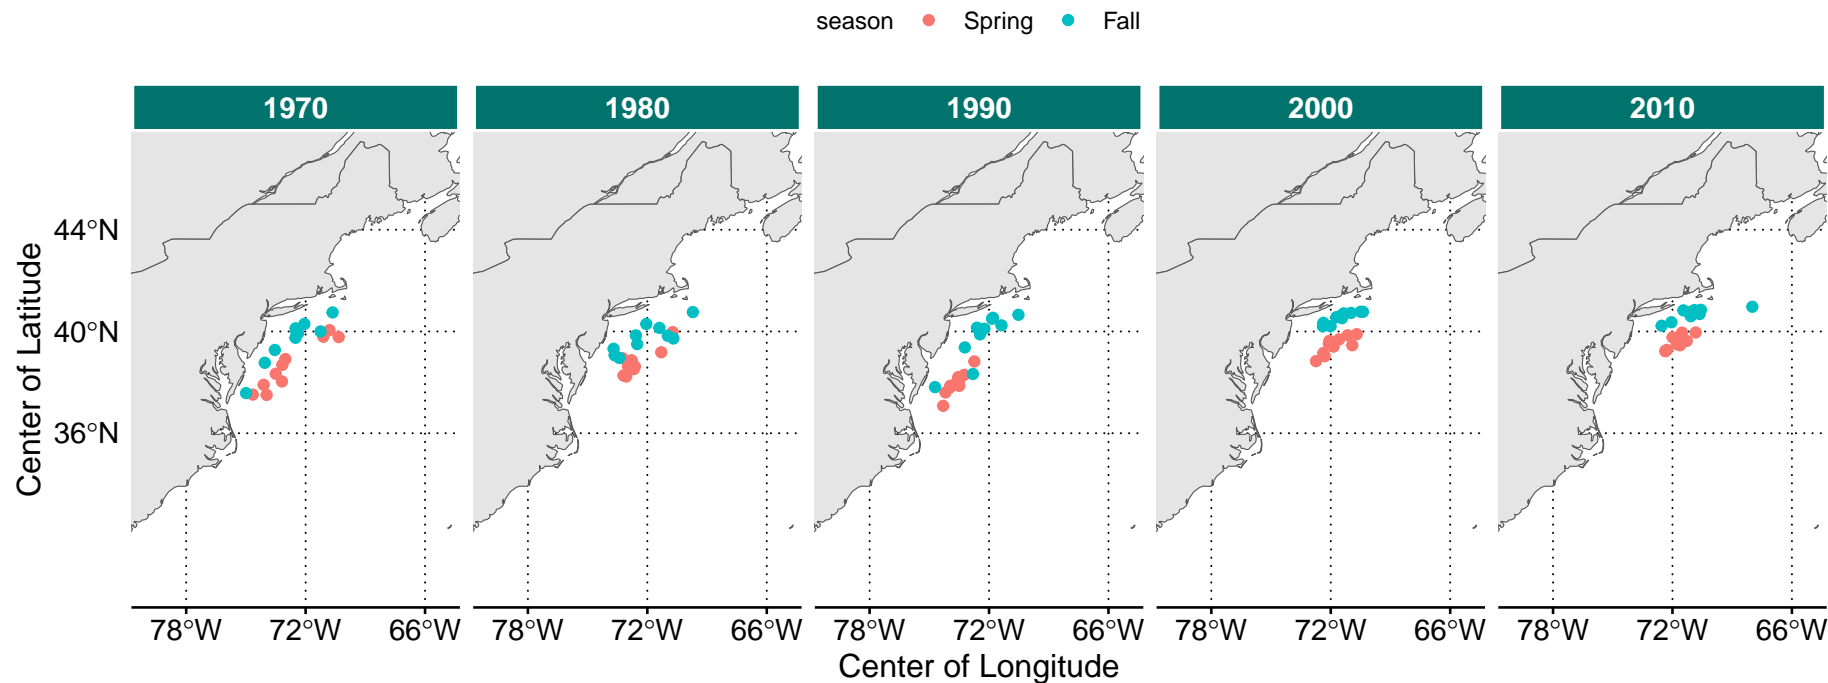 season Spring Fall
1970 1980 1990 2000 2010
44°N
40°N
36°N
Center of Latitude
78°W 72°W 66°W 78°W 72°W 66°W 78°W 72°W 66°W 78°W 72°W 66°W 78°W 72°W 66°W
Center of Longitude